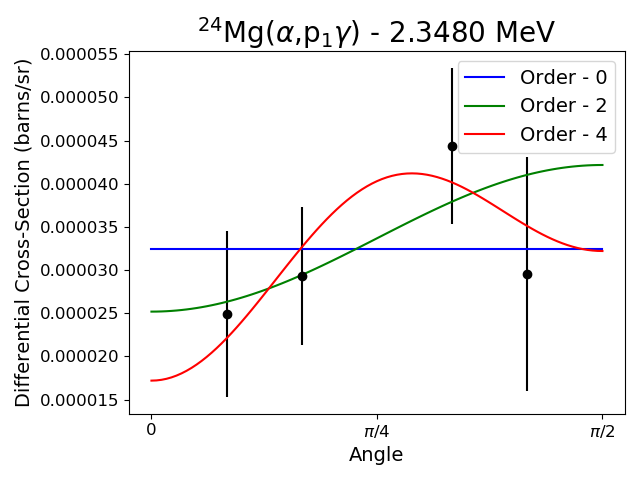 ²⁴Mg(α,p₁γ) - 2.3480 MeV
Differential Cross-Section (barns/sr)
0.000055
0.000050
0.000045
0.000040
0.000035
0.000030
0.000025
0.000020
0.000015
Order - 0
Order - 2
Order - 4
0 π/4 π/2
Angle